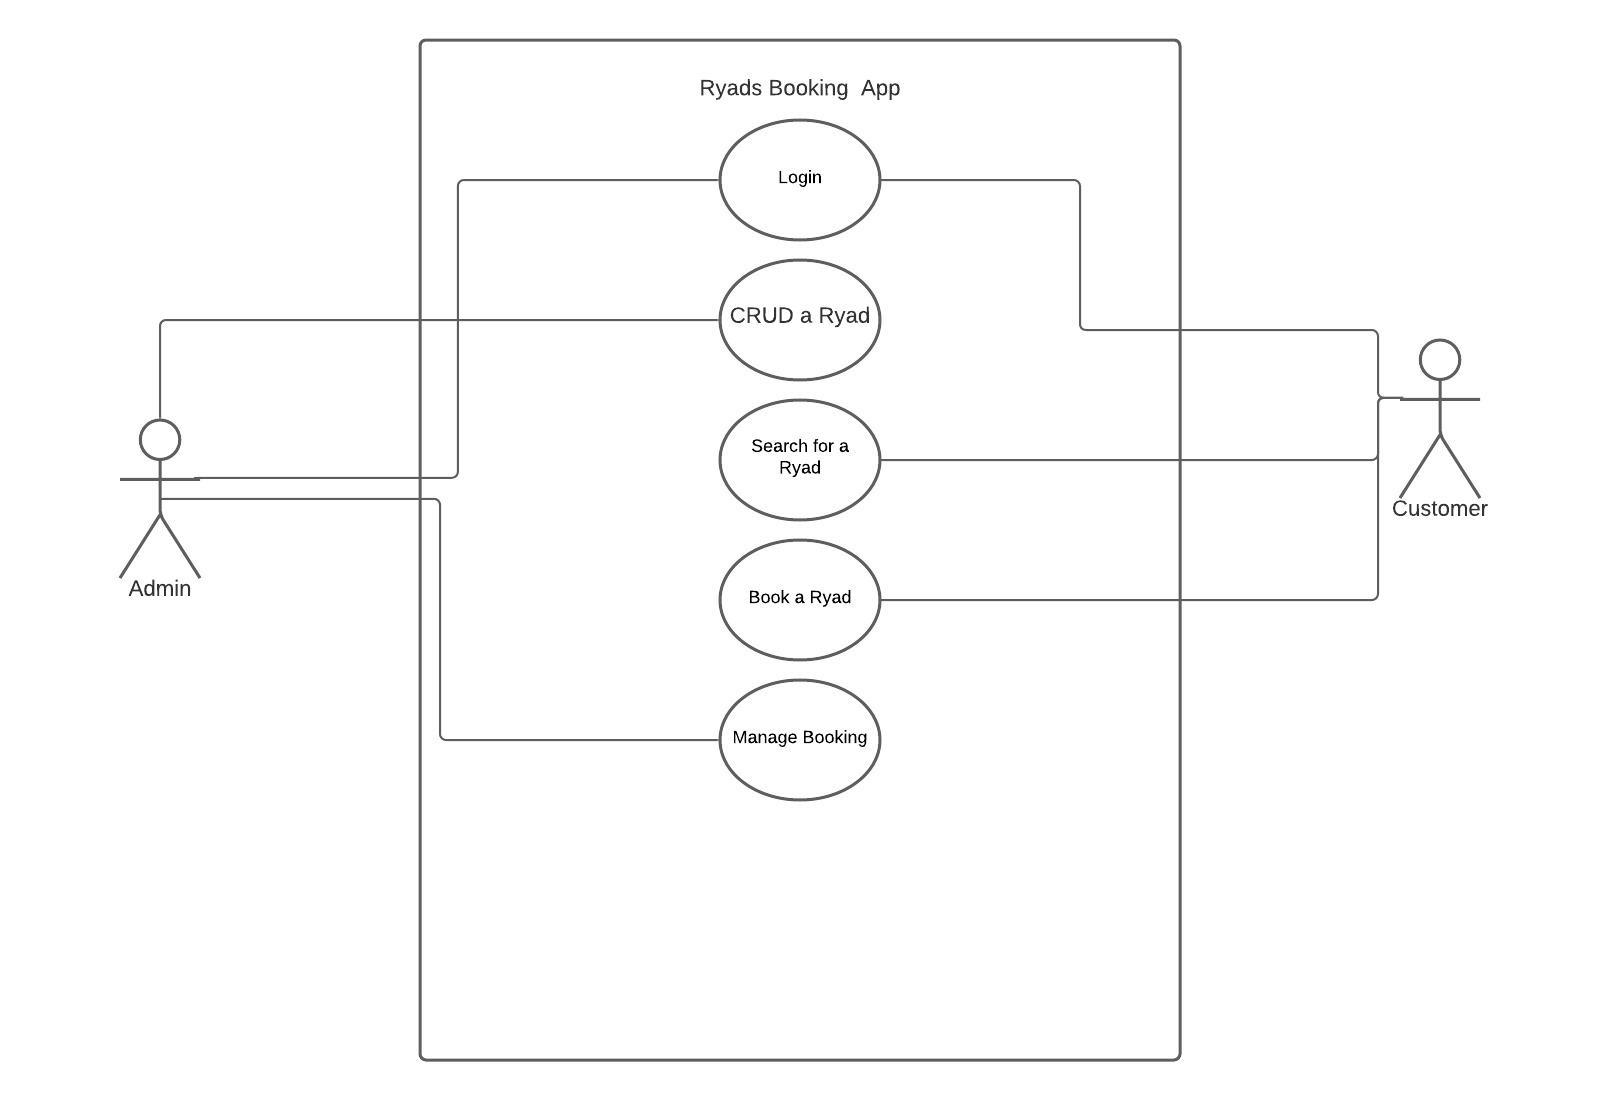 Ryads Booking  App
Login
CRUD a Ryad
Search for a
Ryad
Customer
Admin
Book a Ryad
Manage Booking